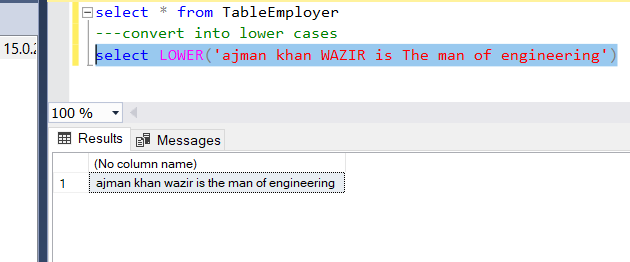 select * from TableEmployer
---convert into lower cases
15.0.2
select LOWER('ajman khan WAZIR is The man of engineering')
100 %
Results Messages
(No column name)
1 ajman khan wazir is the man of engineering